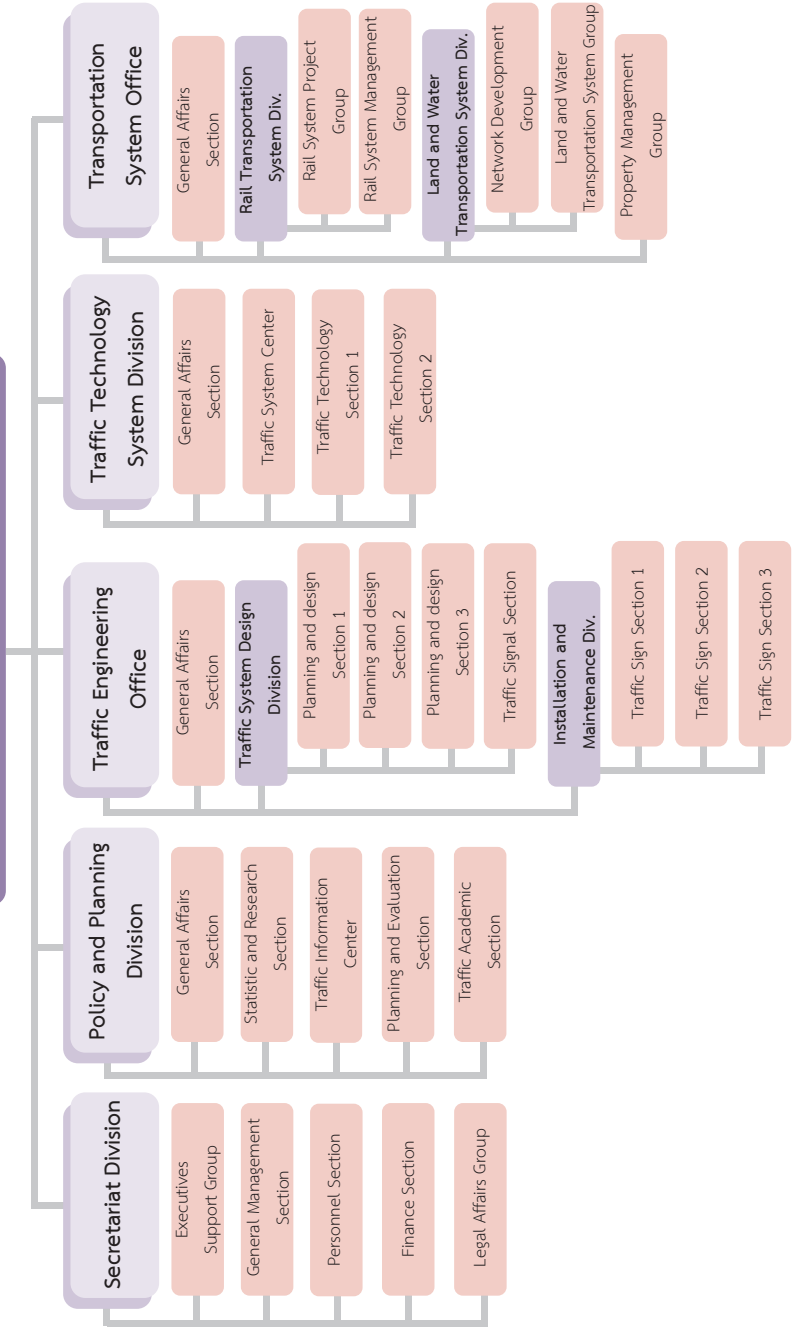 Secretariat Division
Executives
Support Group
General Management
Section
Personnel Section
Finance Section
Legal Affairs Group
Policy and Planning
Division
General Affairs
Section
Statistic and Research
Section
Traffic Information
Center
Planning and Evaluation
Section
Traffic Academic
Section
Traffic Engineering
Office
General Affairs
Section
Traffic System Design
Division
Planning and design
Section 1
Planning and design
Section 2
Planning and design
Section 3
Traffic Signal Section
Installation and
Maintenance Div.
Traffic Sign Section 1
Traffic Sign Section 2
Traffic Sign Section 3
Traffic Technology
System Division
General Affairs
Section
Traffic System Center
Traffic Technology
Section 1
Traffic Technology
Section 2
Transportation
System Office
General Affairs
Section
Rail Transportation
System Div.
Rail System Project
Group
Rail System Management
Group
Land and Water
Transportation System Div.
Network Development
Group
Land and Water
Transportation System Group
Property Management
Group